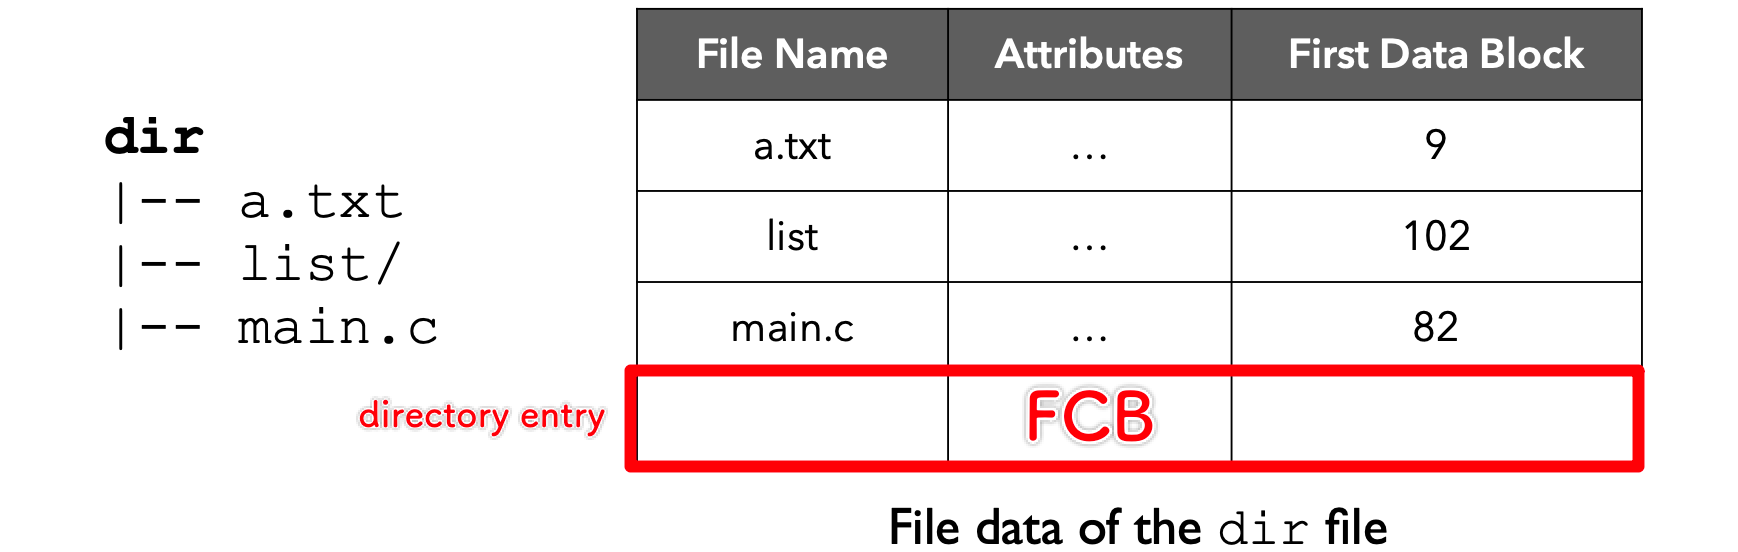 dir
|-- a.txt
|-- list/
|-- main.c
File Name Attributes First Data Block
a.txt ... 9
list ... 102
main.c ... 82
directory entry FCB
File data of the dir file